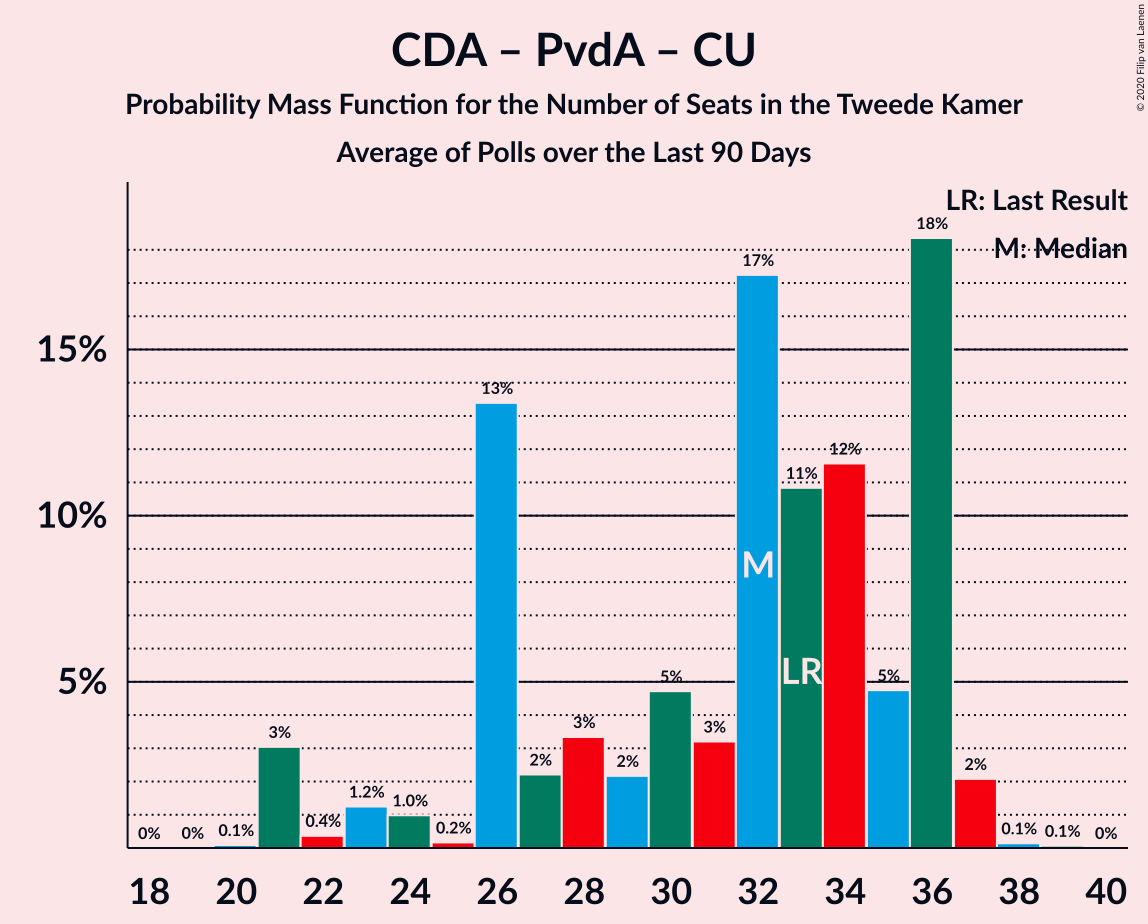 CDA – PvdA – CU
Probability Mass Function for the Number of Seats in the Tweede Kamer
Average of Polls over the Last 90 Days
© 2020 Filip van Laenen
LR: Last Result
M: Median
15%
10%
5%
0% 0% 0.1% 3% 0.4% 1.2% 1.0% 0.2% 13% 2% 3% 2% 5% 3% 17% 11% 12% 5% 18% 2% 0.1% 0.1% 0%
M
LR
18 20 22 24 26 28 30 32 34 36 38 40